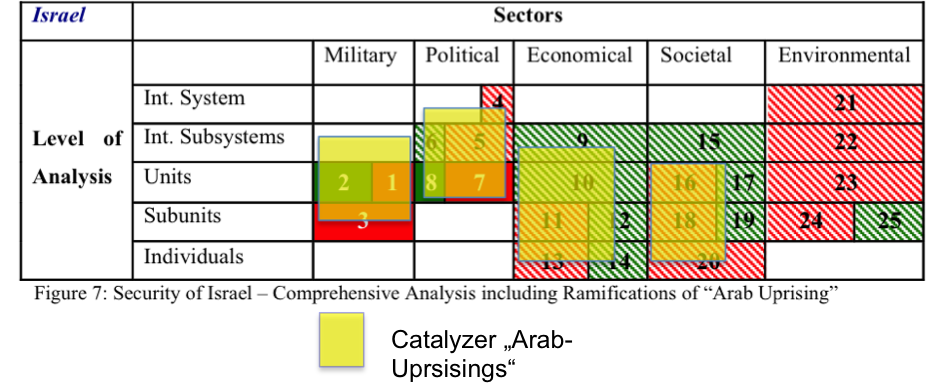 Israel Sectors
Military Political Economical Societal Environmental
Int. System 4 21
Level of Int. Subsystems 6 5 9 15 22
Analysis Units 2 1 8 7 10 16 17 23
Subunits 3 11 12 18 19 24 25
Individuals 13 14 20
Figure 7: Security of Israel – Comprehensive Analysis including Ramifications of “Arab Uprising”
Catalyzer „Arab-
Uprsisings“